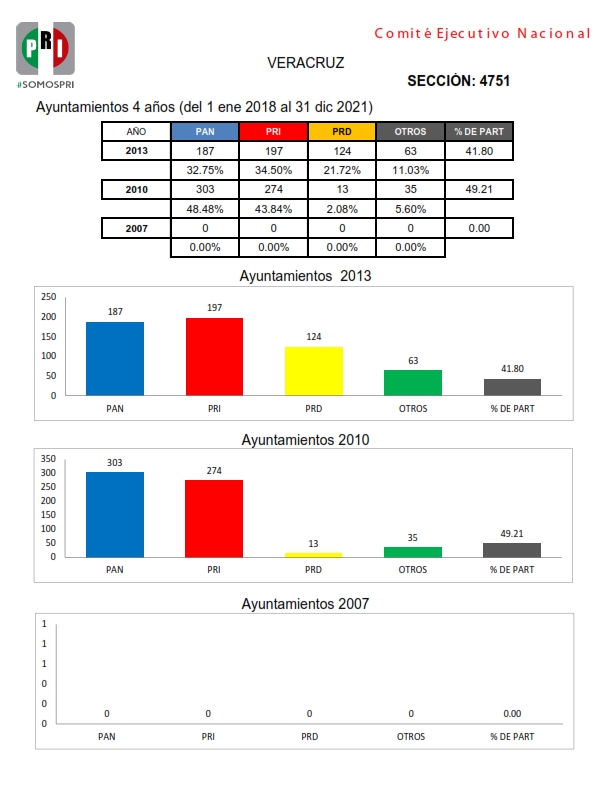 Comité Ejecutivo Nacional
PRI
#SOMOSPRI
VERACRUZ
SECCIÓN: 4751
Ayuntamientos 4 años (del 1 ene 2018 al 31 dic 2021)
AÑO PAN PRI PRD OTROS % DE PART
2013 187 197 124 63 41.80
32.75% 34.50% 21.72% 11.03%
2010 303 274 13 35 49.21
48.48% 43.84% 2.08% 5.60%
2007 0 0 0 0 0.00
0.00% 0.00% 0.00% 0.00%
Ayuntamientos 2013
250
200
150
100
50
0
187 197 124 63 41.80
PAN PRI PRD OTROS % DE PART
Ayuntamientos 2010
350
300
250
200
150
100
50
0
303 274 13 35 49.21
PAN PRI PRD OTROS % DE PART
Ayuntamientos 2007
1
1
1
0
0
0
0 0 0 0 0.00
PAN PRI PRD OTROS % DE PART